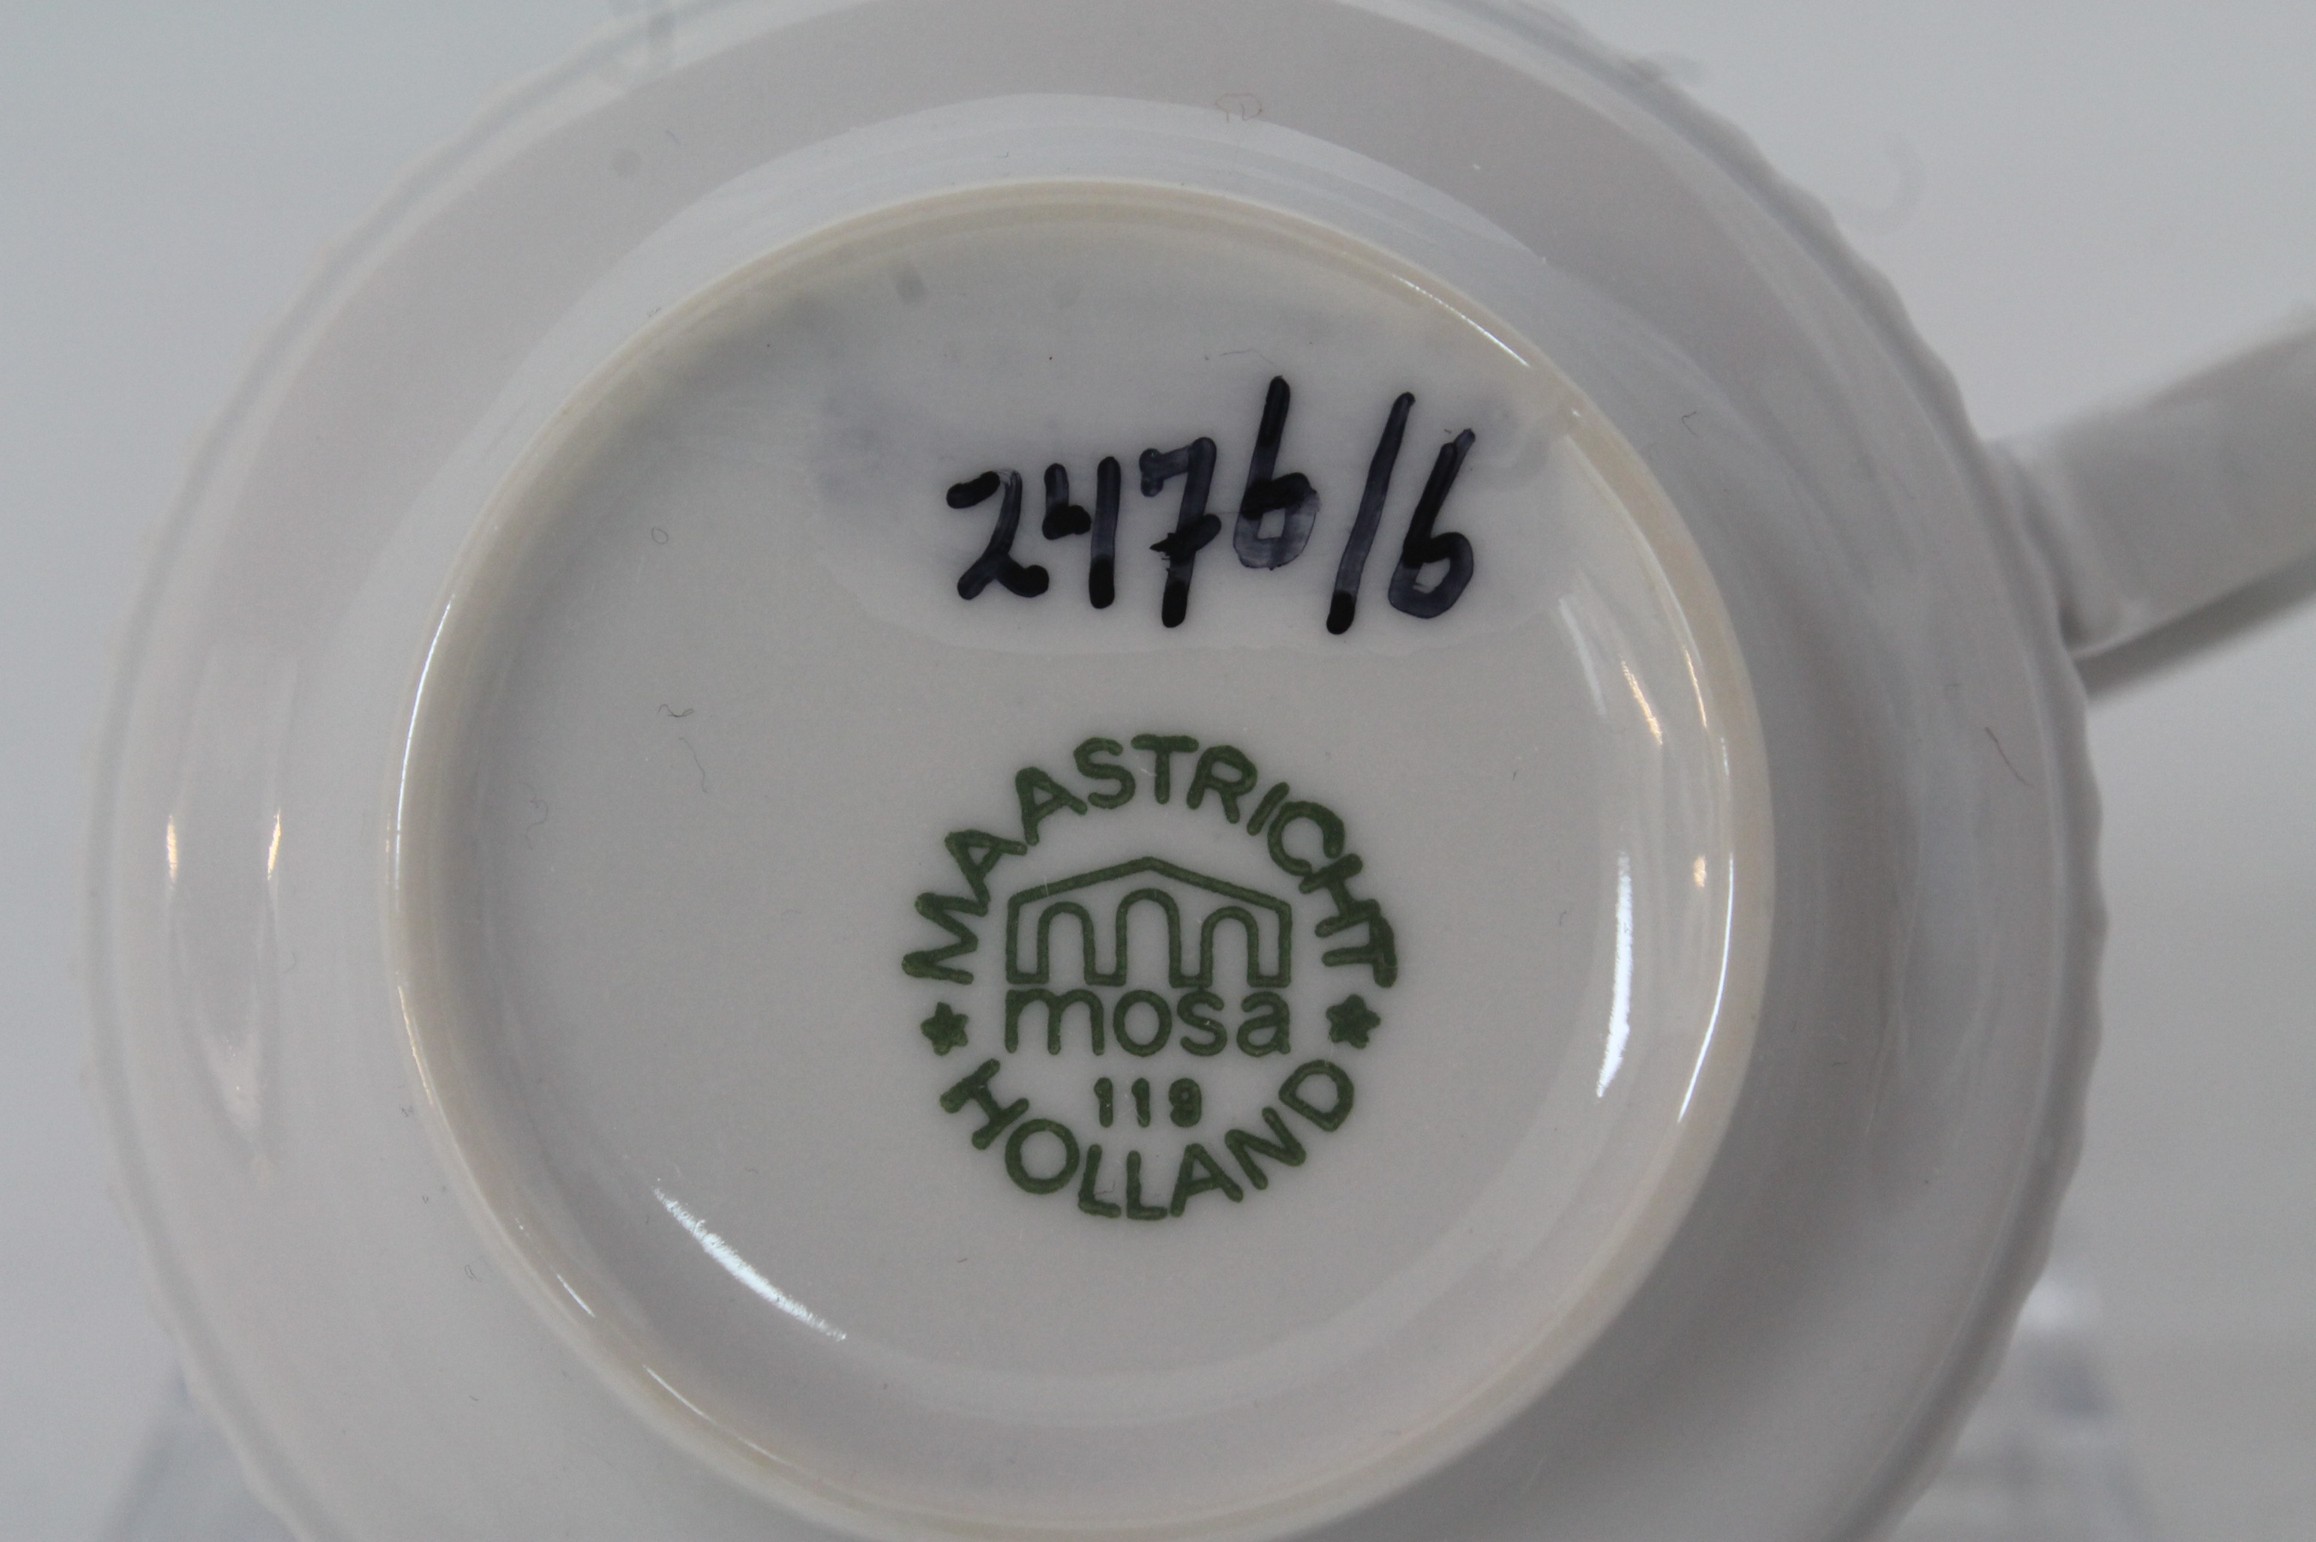 2476/6
MAASTRICHT
mosa
119
HOLLAND